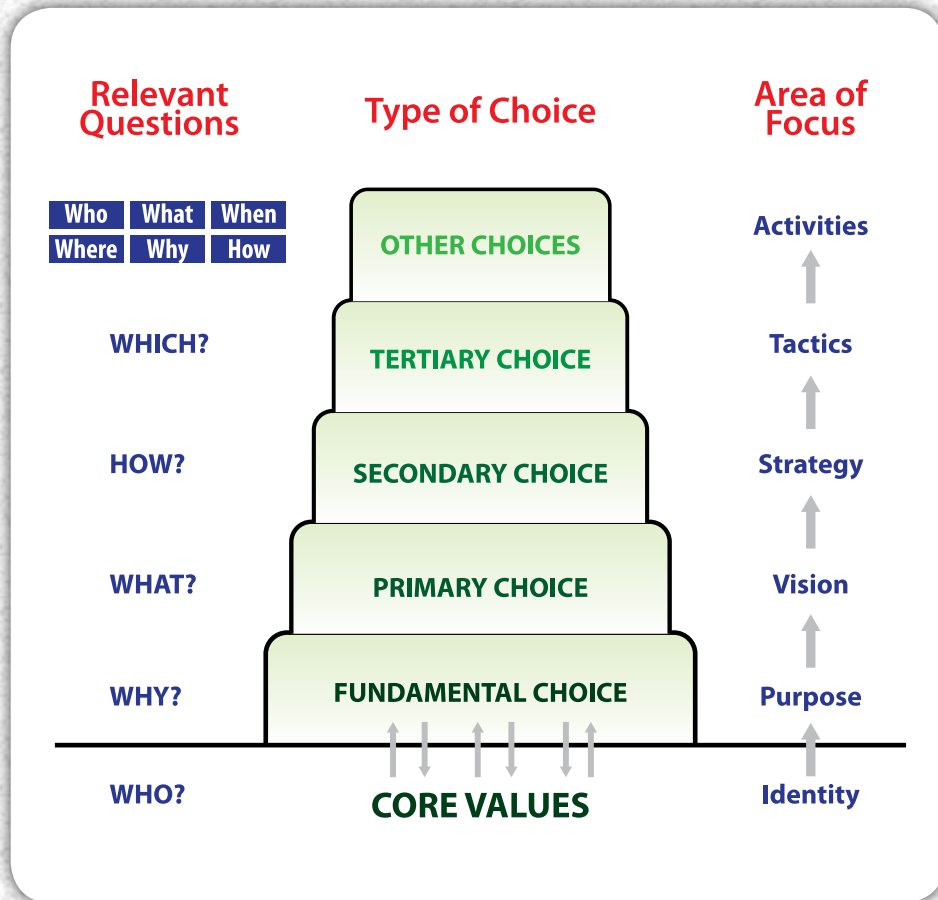 Relevant
Questions
Type of Choice
Area of
Focus
Who What When
Where Why How
OTHER CHOICES
Activities
WHICH?
TERTIARY CHOICE
Tactics
HOW?
SECONDARY CHOICE
Strategy
WHAT?
PRIMARY CHOICE
Vision
WHY?
FUNDAMENTAL CHOICE
Purpose
WHO?
CORE VALUES
Identity